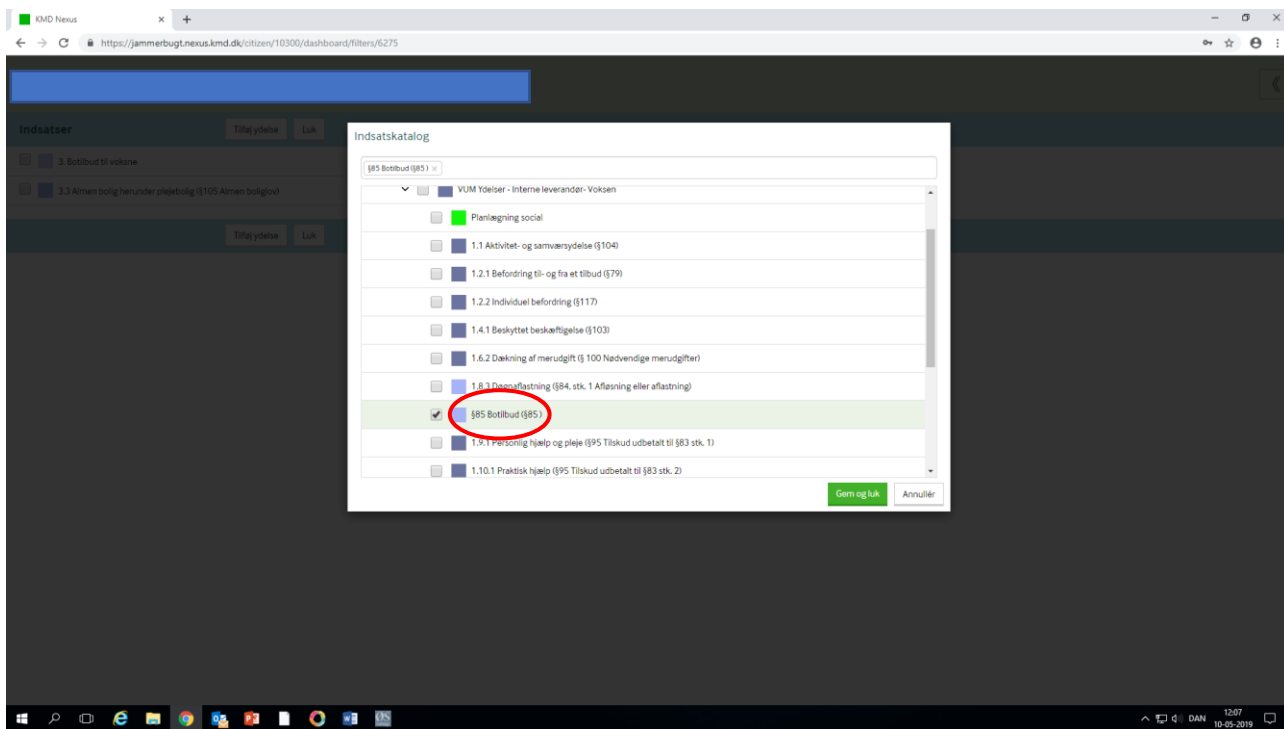 KMD Nexus
https://jammerbugt.nexus.kmd.dk/citizen/10300/dashboard/filters/6275
Indsatser
Tilføj ydelse
Luk
3. Botilbud til voksne
3.3 Almen bolig herunder plejebolig (§105 Almen boliglov)
Tilføj ydelse
Luk
Indsatskatalog
§85 Botilbud (§85 ) ×
VUM Ydelser - Interne leverandør- Voksen
Planlægning social
1.1 Aktivitet- og samværsydelse (§104)
1.2.1 Befordring til- og fra et tilbud (§79)
1.2.2 Individuel befordring (§117)
1.4.1 Beskyttet beskæftigelse (§103)
1.6.2 Dækning af merudgift (§ 100 Nødvendige merudgifter)
1.8.3 Døgnaflastning (§84, stk. 1 Afløsning eller aflastning)
§85 Botilbud (§85 )
1.9.1 Personlig hjælp og pleje (§95 Tilskud udbetalt til §83 stk. 1)
1.10.1 Praktisk hjælp (§95 Tilskud udbetalt til §83 stk. 2)
Gem og luk
Annullér
DAN
12:07
10-05-2019